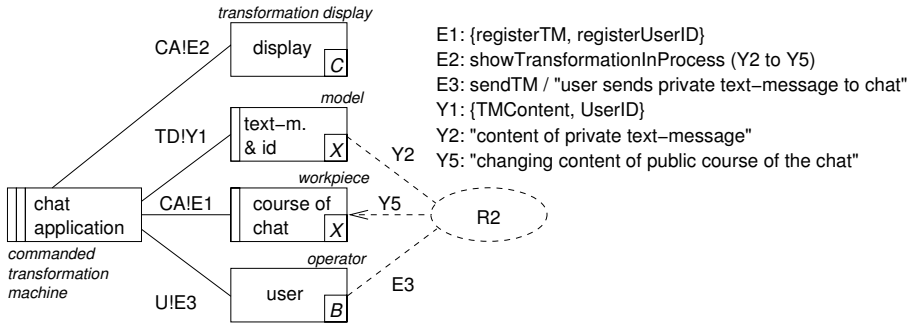 transformation display
CA!E2
display
C
E1: {registerTM, registerUserID}
E2: showTransformationInProcess (Y2 to Y5)
E3: sendTM / "user sends private text−message to chat"
Y1: {TMContent, UserID}
Y2: "content of private text−message"
Y5: "changing content of public course of the chat"
model
TD!Y1
text−m.
& id
X
Y2
workpiece
chat
application
CA!E1
course of
chat
X
Y5
R2
commanded
transformation
machine
operator
U!E3
user
B
E3